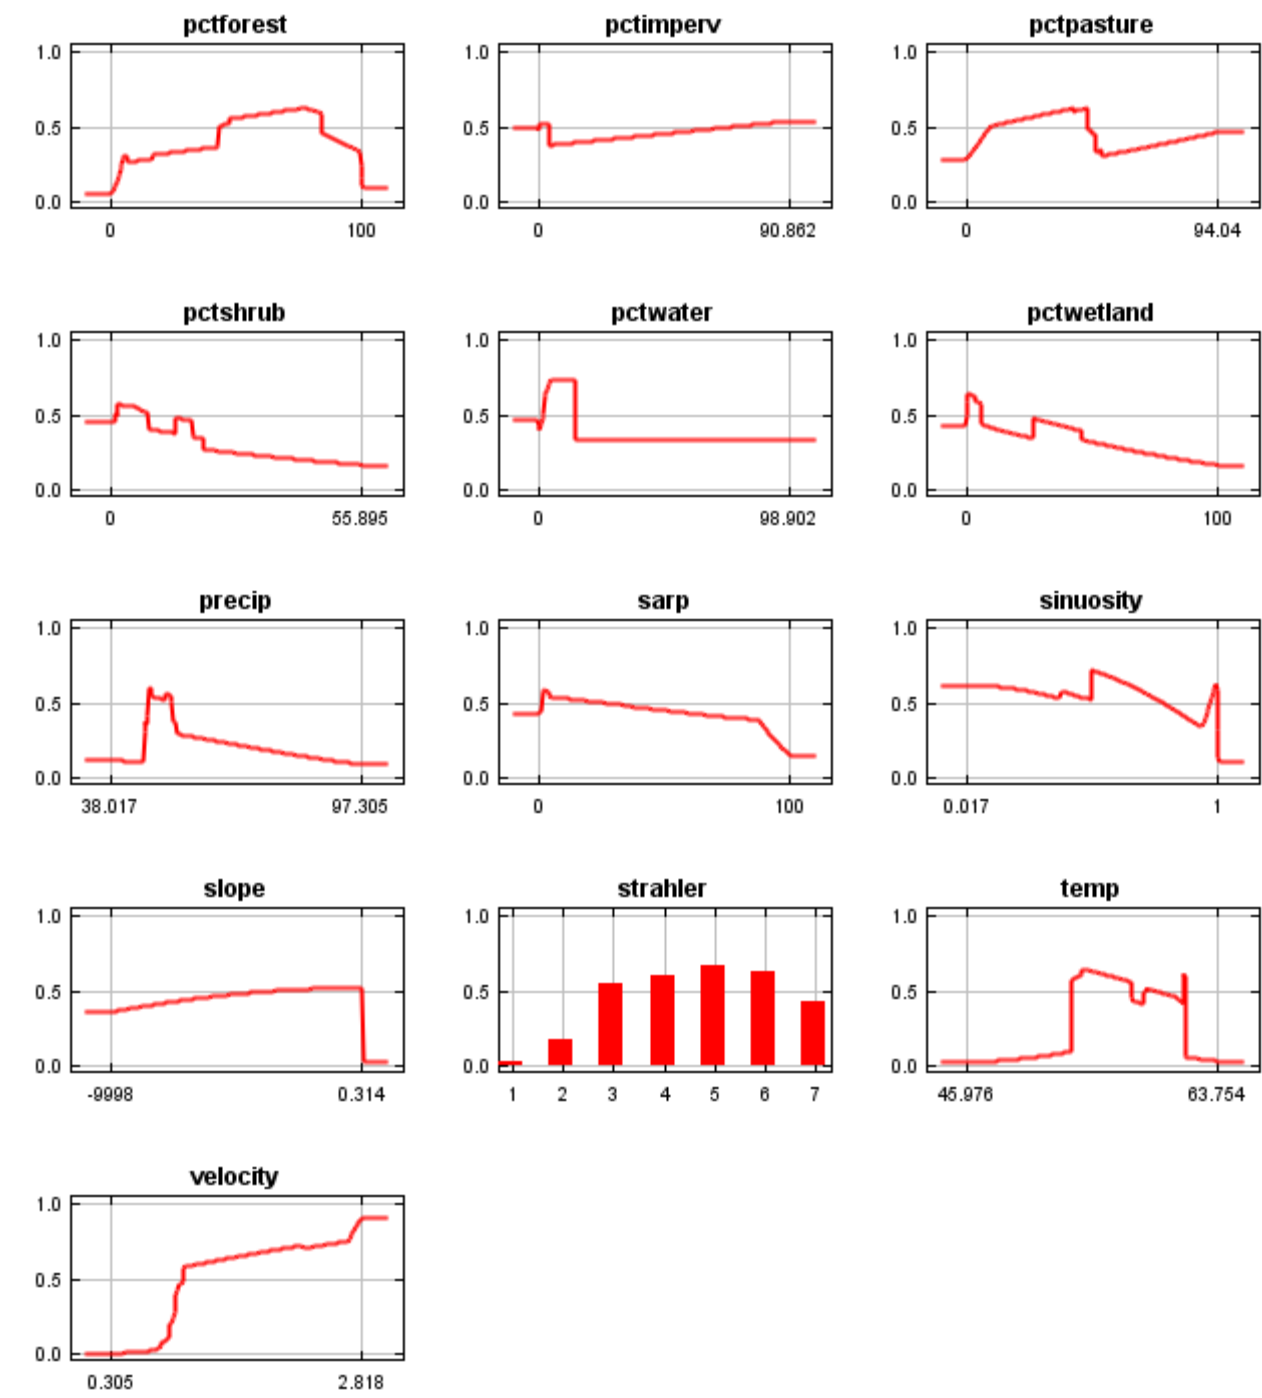 pctforest pctimperv pctpasture
1.0 1.0 1.0
0.5 0.5 0.5
0.0 0.0 0.0
0 100 0 90.862 0 94.04
pctshrub pctwater pctwetland
1.0 1.0 1.0
0.5 0.5 0.5
0.0 0.0 0.0
0 55.895 0 98.902 0 100
precip sarp sinuosity
1.0 1.0 1.0
0.5 0.5 0.5
0.0 0.0 0.0
38.017 97.305 0 100 0.017 1
slope strahler temp
1.0 1.0 1.0
0.5 0.5 0.5
0.0 0.0 0.0
-9998 0.314 1 2 3 4 5 6 7 45.976 63.754
velocity
1.0
0.5
0.0
0.305 2.818